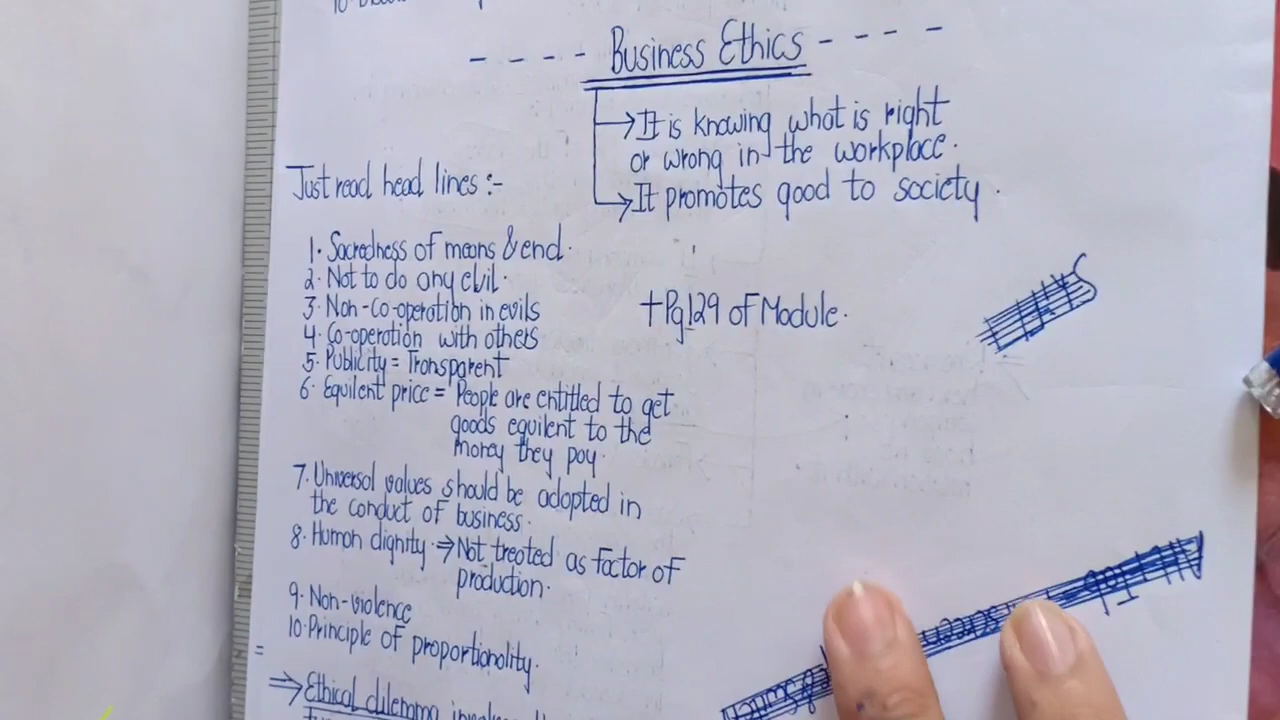 - - - - Business Ethics - - - -
→ It is knowing what is right
or wrong in the workplace.
→ It promotes good to society.
Just read head lines :-
1. Sacredness of means & end.
2. Not to do any evil.
3. Non-Co-operation in evils
4. Co-operation with others
5. Publicity = Transparent
6. Equilent price = People are entitled to get
goods equilent to the
money they pay.
+Pg129 of Module.
7. Universal values should be adopted in
the conduct of business.
8. Human dignity. ⇒ Not treated as factor of
production.
9. Non-violence
10. Principle of proportionality.
⇒ Ethical dilemma